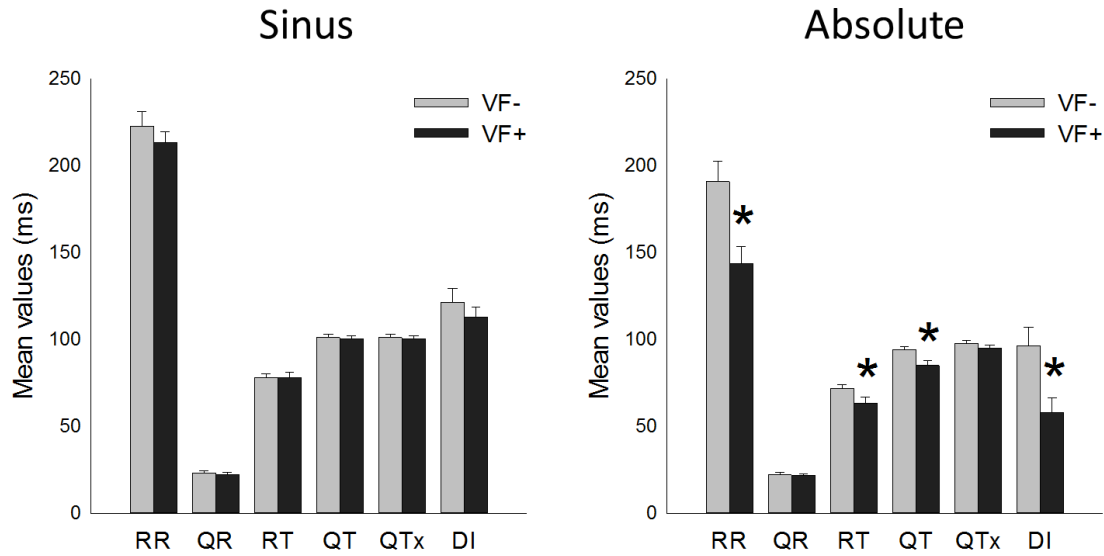 Sinus
Absolute
Mean values (ms)
250
200
150
100
50
0
VF-
VF+
RR QR RT QT QTx DI
Mean values (ms)
250
200
150
100
50
0
VF-
VF+
*
*
*
*
RR QR RT QT QTx DI